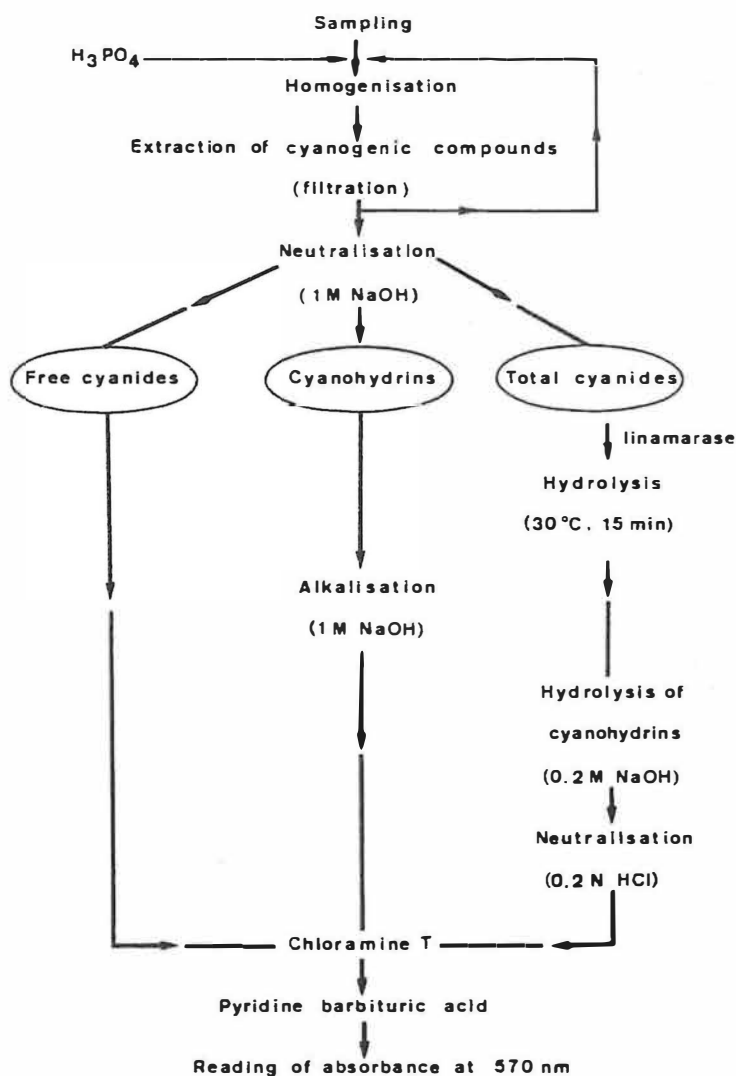 Sampling
H₃PO₄
Homogenisation
Extraction of cyanogenic compounds
(filtration)
Neutralisation
(1M NaOH)
Free cyanides
Cyanohydrins
Total cyanides
linamarase
Hydrolysis
(30°C. 15 min)
Alkalisation
(1M NaOH)
Hydrolysis of
cyanohydrins
(0.2M NaOH)
Neutralisation
(0.2N HCl)
Chloramine T
Pyridine barbituric acid
Reading of absorbance at 570 nm